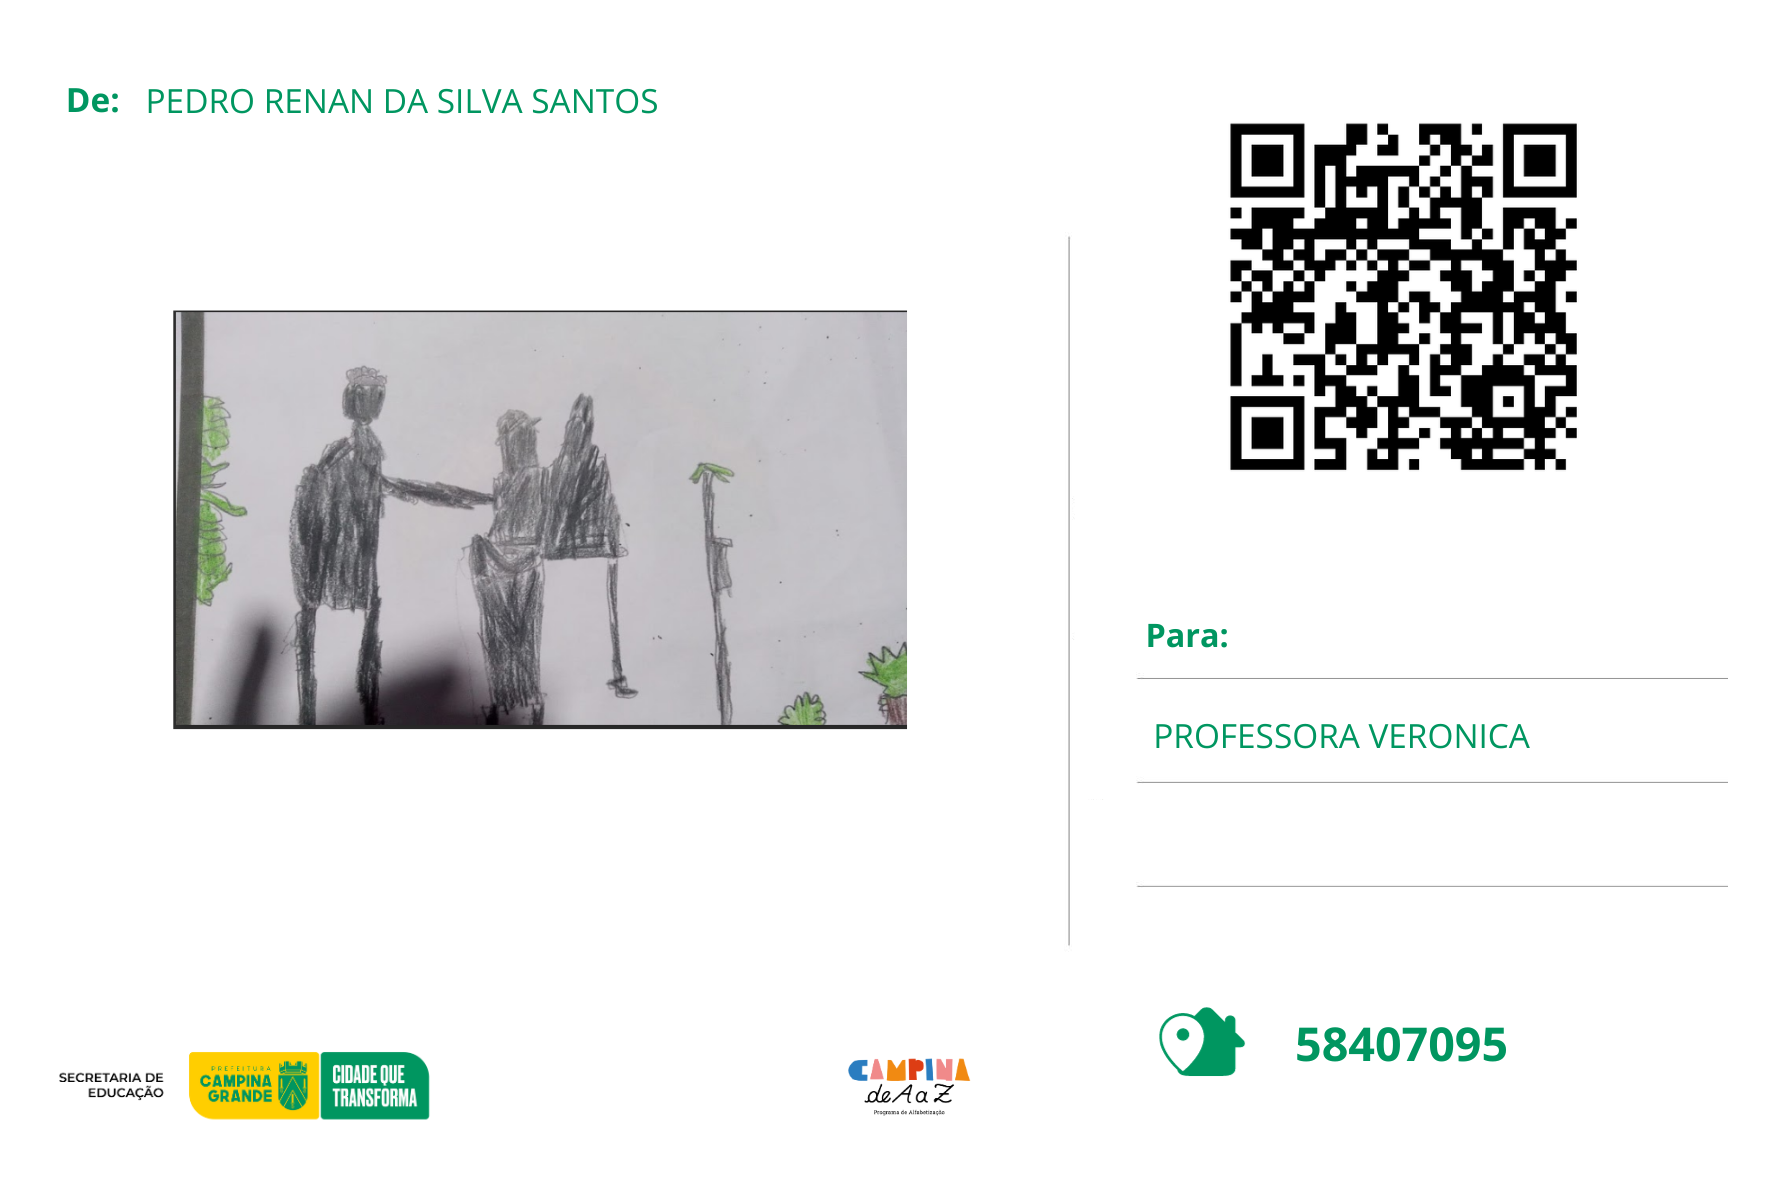 De: PEDRO RENAN DA SILVA SANTOS
Para:
PROFESSORA VERONICA
58407095
SECRETARIA DE
EDUCAÇÃO
PREFEITURA
CAMPINA
GRANDE
CIDADE QUE
TRANSFORMA
CAMPINA
de A a Z
Programa de Alfabetização